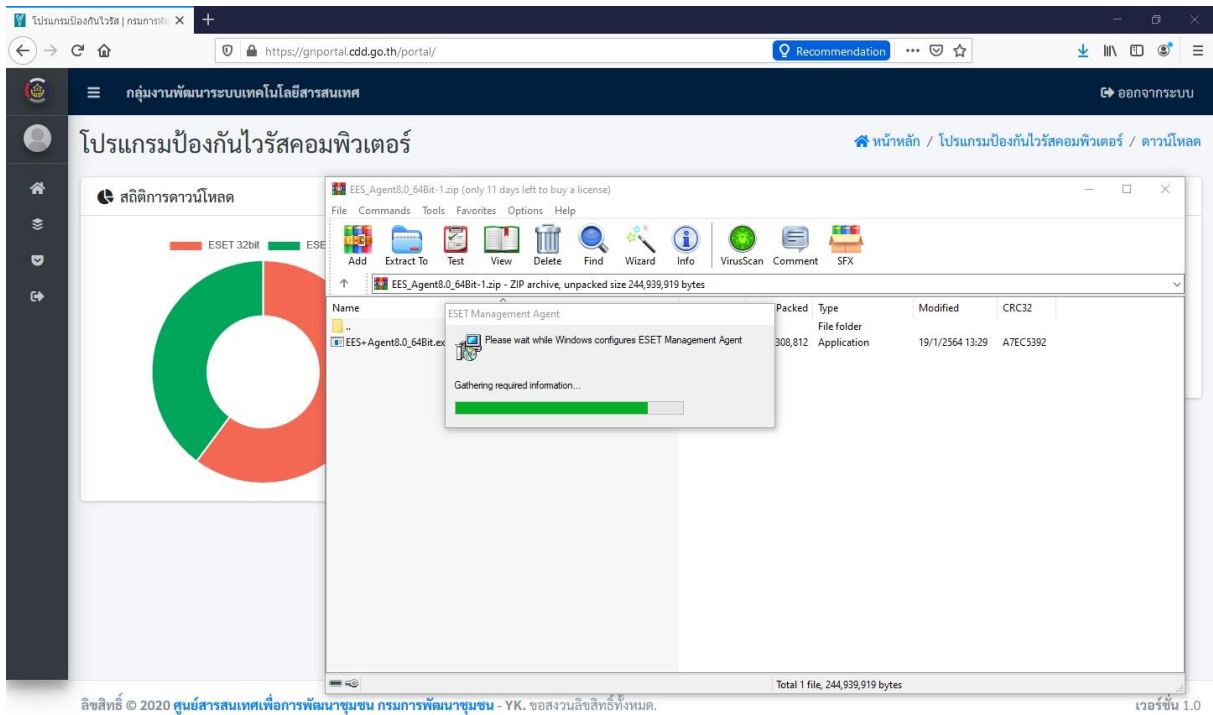 โปรแกรมป้องกันไวรัส | กรมการพัฒ
https://gnportal.cdd.go.th/portal/
Recommendation
กลุ่มงานพัฒนาระบบเทคโนโลยีสารสนเทศ
ออกจากระบบ
โปรแกรมป้องกันไวรัสคอมพิวเตอร์
หน้าหลัก / โปรแกรมป้องกันไวรัสคอมพิวเตอร์ / ดาวน์โหลด
สถิติการดาวน์โหลด
ESET 32bit ESE
EES_Agent8.0_64Bit-1.zip (only 11 days left to buy a license)
File Commands Tools Favorites Options Help
Add Extract To Test View Delete Find Wizard Info VirusScan Comment SFX
EES_Agent8.0_64Bit-1.zip - ZIP archive, unpacked size 244,939,919 bytes
Name Packed Type Modified CRC32
.. File folder
EES+Agent8.0_64Bit.ex 308,812 Application 19/1/2564 13:29 A7EC5392
ESET Management Agent
Please wait while Windows configures ESET Management Agent
Gathering required information...
Total 1 file, 244,939,919 bytes
ลิขสิทธิ์ © 2020 ศูนย์สารสนเทศเพื่อการพัฒนาชุมชน กรมการพัฒนาชุมชน - YK. ขอสงวนลิขสิทธิ์ทั้งหมด.
เวอร์ชั่น 1.0